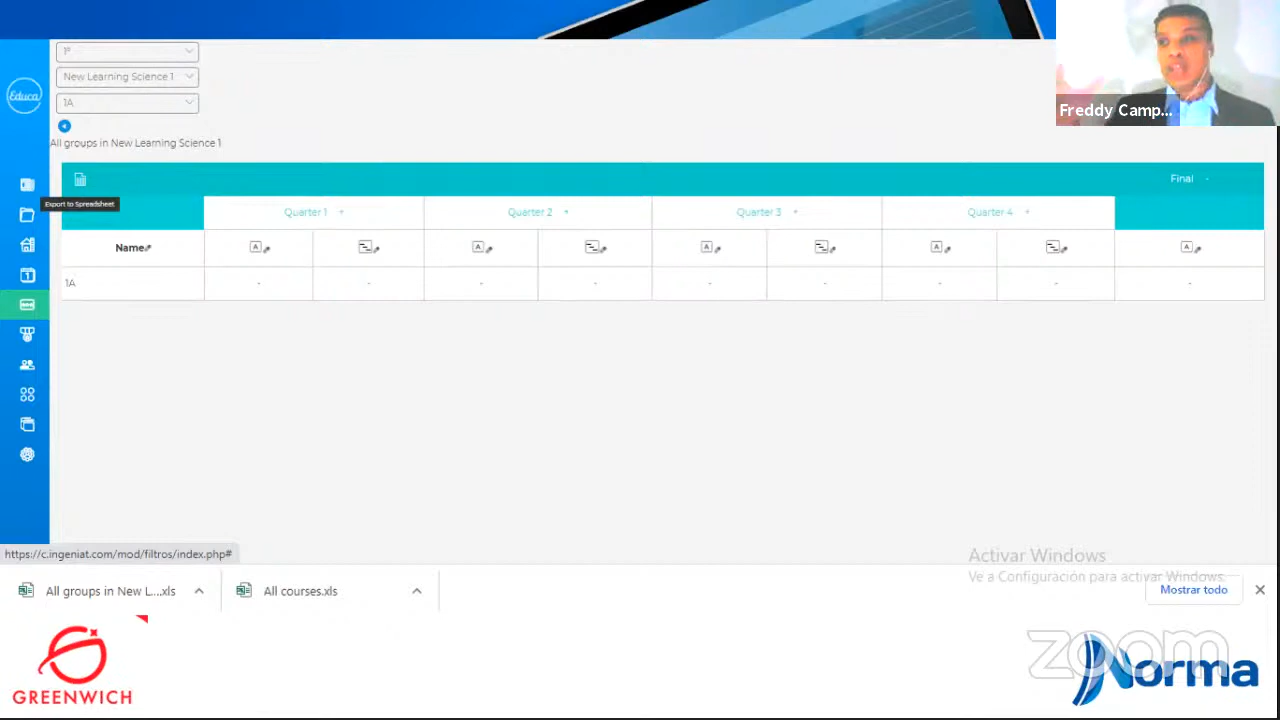 1º
New Learning Science 1
1A
Educa
Freddy Camp...
All groups in New Learning Science 1
Final -
Export to Spreadsheet
Quarter 1
Quarter 2
Quarter 3
Quarter 4
Name
A
A
A
A
A
1A - - - - - - - - -
https://c.ingeniat.com/mod/filtros/index.php#
Activar Windows
Ve a Configuración para activar Windows.
All groups in New L....xls
All courses.xls
Mostrar todo
zoom
GREENWICH
Norma